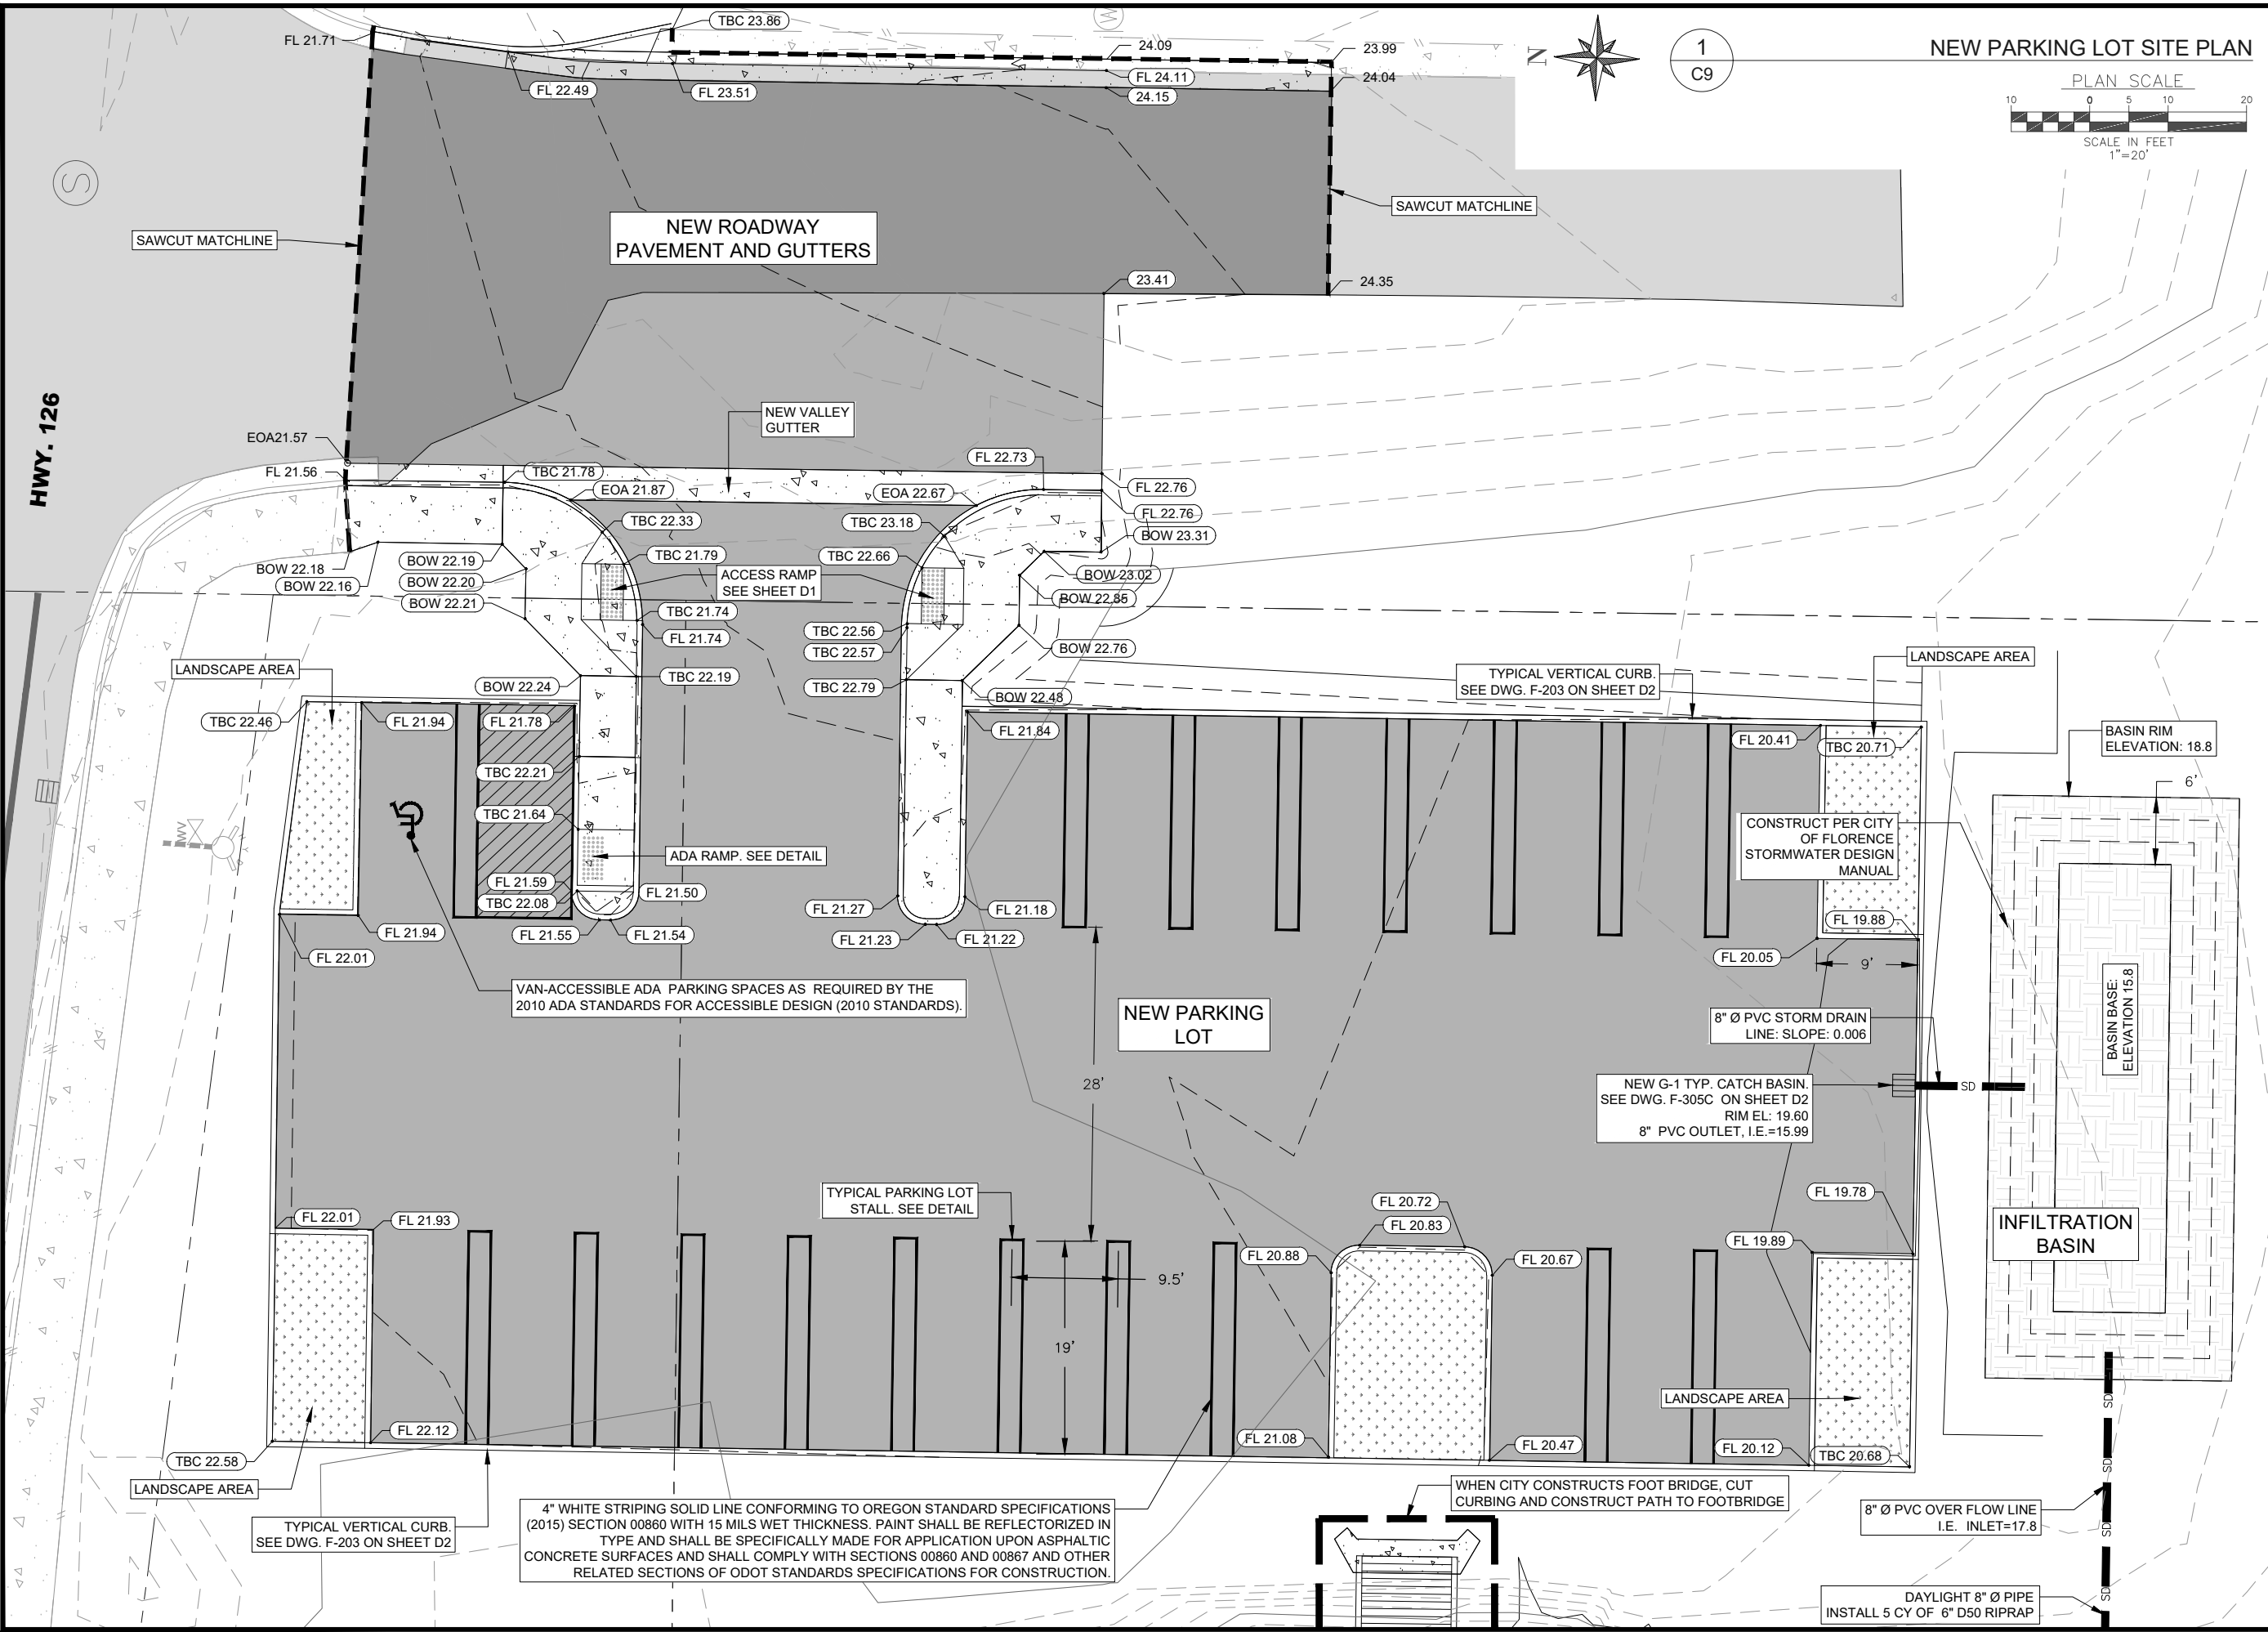 TBC 23.86
FL 21.71
24.09
23.99
N
1
C9
NEW PARKING LOT SITE PLAN
PLAN SCALE
10 0 5 10 20
SCALE IN FEET
1"=20'
FL 22.49
FL 23.51
FL 24.11
24.15
24.04
W
S
SAWCUT MATCHLINE
NEW ROADWAY
PAVEMENT AND GUTTERS
SAWCUT MATCHLINE
23.41
24.35
HWY. 126
EOA21.57
FL 21.56
NEW VALLEY
GUTTER
TBC 21.78
EOA 21.87
FL 22.73
EOA 22.67
FL 22.76
FL 22.76
TBC 22.33
TBC 23.18
BOW 23.31
TBC 21.79
TBC 22.66
BOW 22.19
BOW 22.18
BOW 22.16
BOW 22.20
BOW 22.21
ACCESS RAMP
SEE SHEET D1
BOW 23.02
BOW 22.85
TBC 21.74
FL 21.74
TBC 22.56
TBC 22.57
BOW 22.76
LANDSCAPE AREA
BOW 22.24
TBC 22.19
TBC 22.79
BOW 22.48
TYPICAL VERTICAL CURB.
SEE DWG. F-203 ON SHEET D2
LANDSCAPE AREA
TBC 22.46
FL 21.94
FL 21.78
FL 21.84
FL 20.41
TBC 20.71
BASIN RIM
ELEVATION: 18.8
6'
TBC 22.21
TBC 21.64
WV
ADA RAMP. SEE DETAIL
CONSTRUCT PER CITY
OF FLORENCE
STORMWATER DESIGN
MANUAL
FL 21.59
TBC 22.08
FL 21.50
FL 21.27
FL 21.18
FL 19.88
FL 21.94
FL 21.55
FL 21.54
FL 21.23
FL 21.22
FL 22.01
FL 20.05
9'
VAN-ACCESSIBLE ADA PARKING SPACES AS REQUIRED BY THE
2010 ADA STANDARDS FOR ACCESSIBLE DESIGN (2010 STANDARDS).
NEW PARKING
LOT
8" Ø PVC STORM DRAIN
LINE: SLOPE: 0.006
BASIN BASE:
ELEVATION 15.8
28'
NEW G-1 TYP. CATCH BASIN.
SEE DWG. F-305C ON SHEET D2
RIM EL: 19.60
8" PVC OUTLET, I.E.=15.99
SD
TYPICAL PARKING LOT
STALL. SEE DETAIL
FL 22.01
FL 21.93
FL 20.72
FL 20.83
FL 19.78
FL 20.88
FL 20.67
FL 19.89
INFILTRATION
BASIN
9.5'
19'
LANDSCAPE AREA
FL 22.12
TBC 22.58
FL 21.08
FL 20.47
FL 20.12
TBC 20.68
SD
SD
SD
SD
LANDSCAPE AREA
TYPICAL VERTICAL CURB.
SEE DWG. F-203 ON SHEET D2
4" WHITE STRIPING SOLID LINE CONFORMING TO OREGON STANDARD SPECIFICATIONS
(2015) SECTION 00860 WITH 15 MILS WET THICKNESS. PAINT SHALL BE REFLECTORIZED IN
TYPE AND SHALL BE SPECIFICALLY MADE FOR APPLICATION UPON ASPHALTIC
CONCRETE SURFACES AND SHALL COMPLY WITH SECTIONS 00860 AND 00867 AND OTHER
RELATED SECTIONS OF ODOT STANDARDS SPECIFICATIONS FOR CONSTRUCTION.
WHEN CITY CONSTRUCTS FOOT BRIDGE, CUT
CURBING AND CONSTRUCT PATH TO FOOTBRIDGE
8" Ø PVC OVER FLOW LINE
I.E. INLET=17.8
DAYLIGHT 8" Ø PIPE
INSTALL 5 CY OF 6" D50 RIPRAP